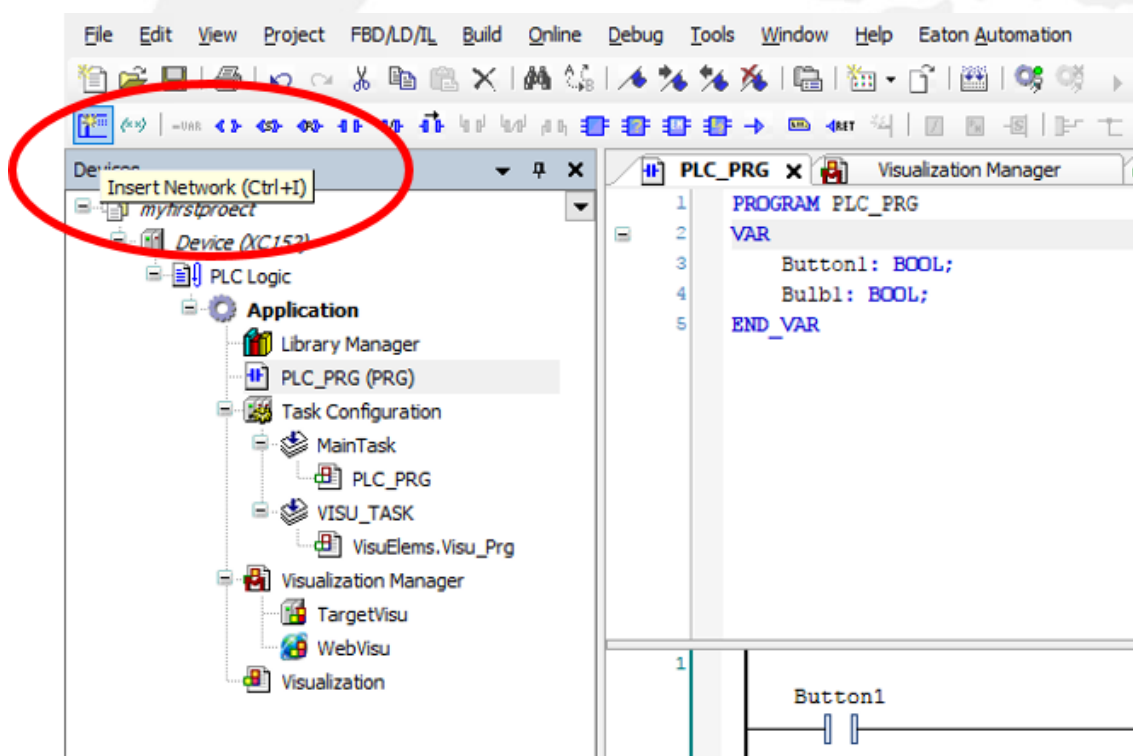 File Edit View Project FBD/LD/IL Build Online Debug Tools Window Help Eaton Automation
Devices
Insert Network (Ctrl+I)
myfirstproect
Device (XC152)
PLC Logic
Application
Library Manager
PLC_PRG (PRG)
Task Configuration
MainTask
PLC_PRG
VISU_TASK
VisuElems.Visu_Prg
Visualization Manager
TargetVisu
WebVisu
Visualization
PLC_PRG Visualization Manager
1 PROGRAM PLC_PRG
2 VAR
3 Button1: BOOL;
4 Bulb1: BOOL;
5 END_VAR
1
Button1